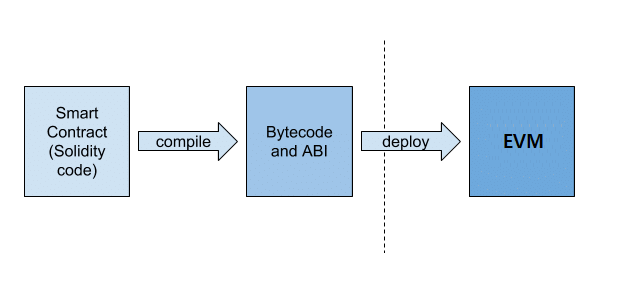 Smart
Contract
(Solidity
code)
compile
Bytecode
and ABI
deploy
EVM